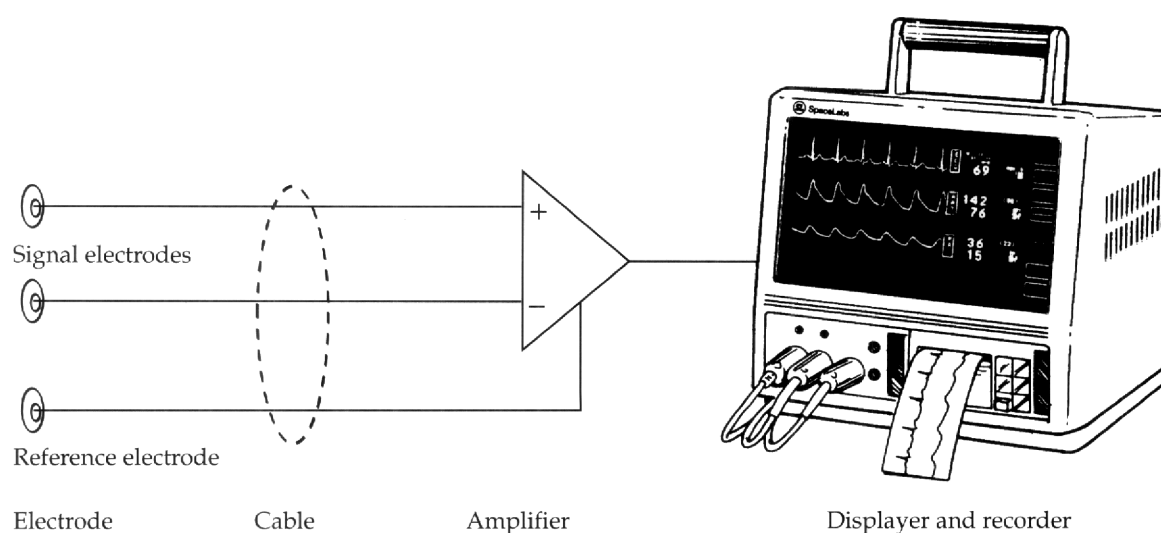 SpaceLabs
69
+
142
76
Signal electrodes
36
15
−
Reference electrode
Electrode Cable Amplifier Displayer and recorder